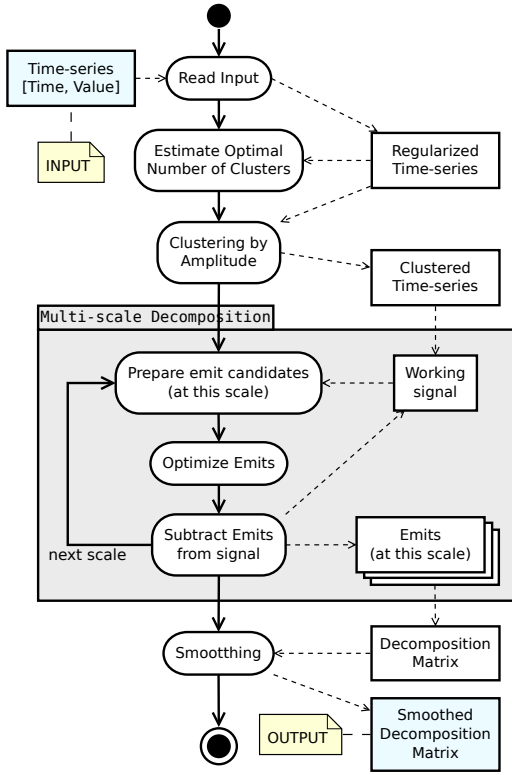 Time-series
[Time, Value]
Read Input
INPUT
Estimate Optimal
Number of Clusters
Regularized
Time-series
Clustering by
Amplitude
Clustered
Time-series
Multi-scale Decomposition
Prepare emit candidates
(at this scale)
Working
signal
Optimize Emits
Subtract Emits
from signal
Emits
(at this scale)
next scale
Smootthing
Decomposition
Matrix
OUTPUT
Smoothed
Decomposition
Matrix